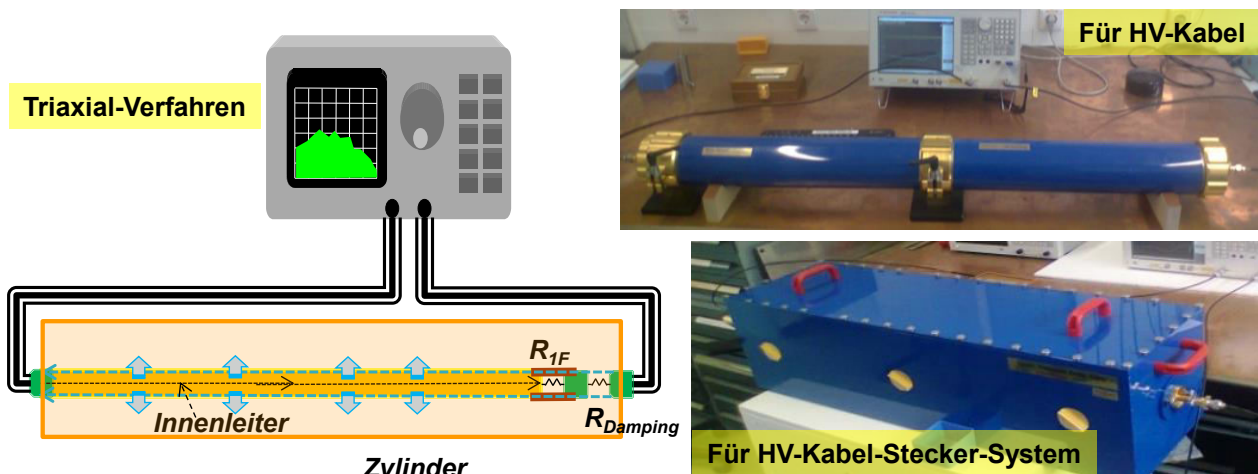 Triaxial-Verfahren
Für HV-Kabel
R1F
Innenleiter
RDamping
Zylinder
Für HV-Kabel-Stecker-System